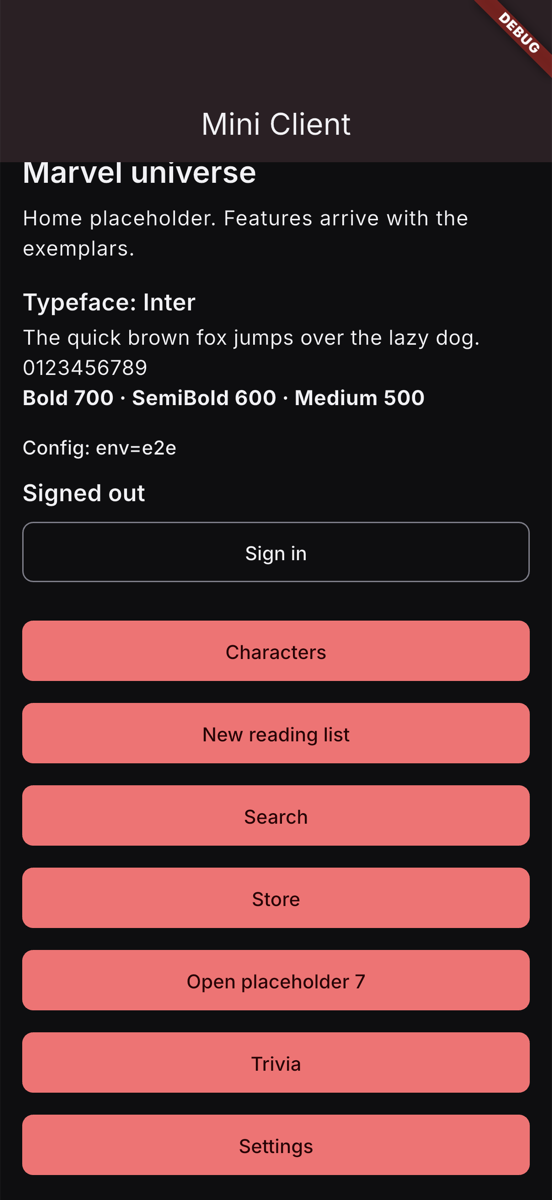 DEBUG
Mini Client
Marvel universe
Home placeholder. Features arrive with the
exemplars.
Typeface: Inter
The quick brown fox jumps over the lazy dog.
0123456789
Bold 700 · SemiBold 600 · Medium 500
Config: env=e2e
Signed out
Sign in
Characters
New reading list
Search
Store
Open placeholder 7
Trivia
Settings